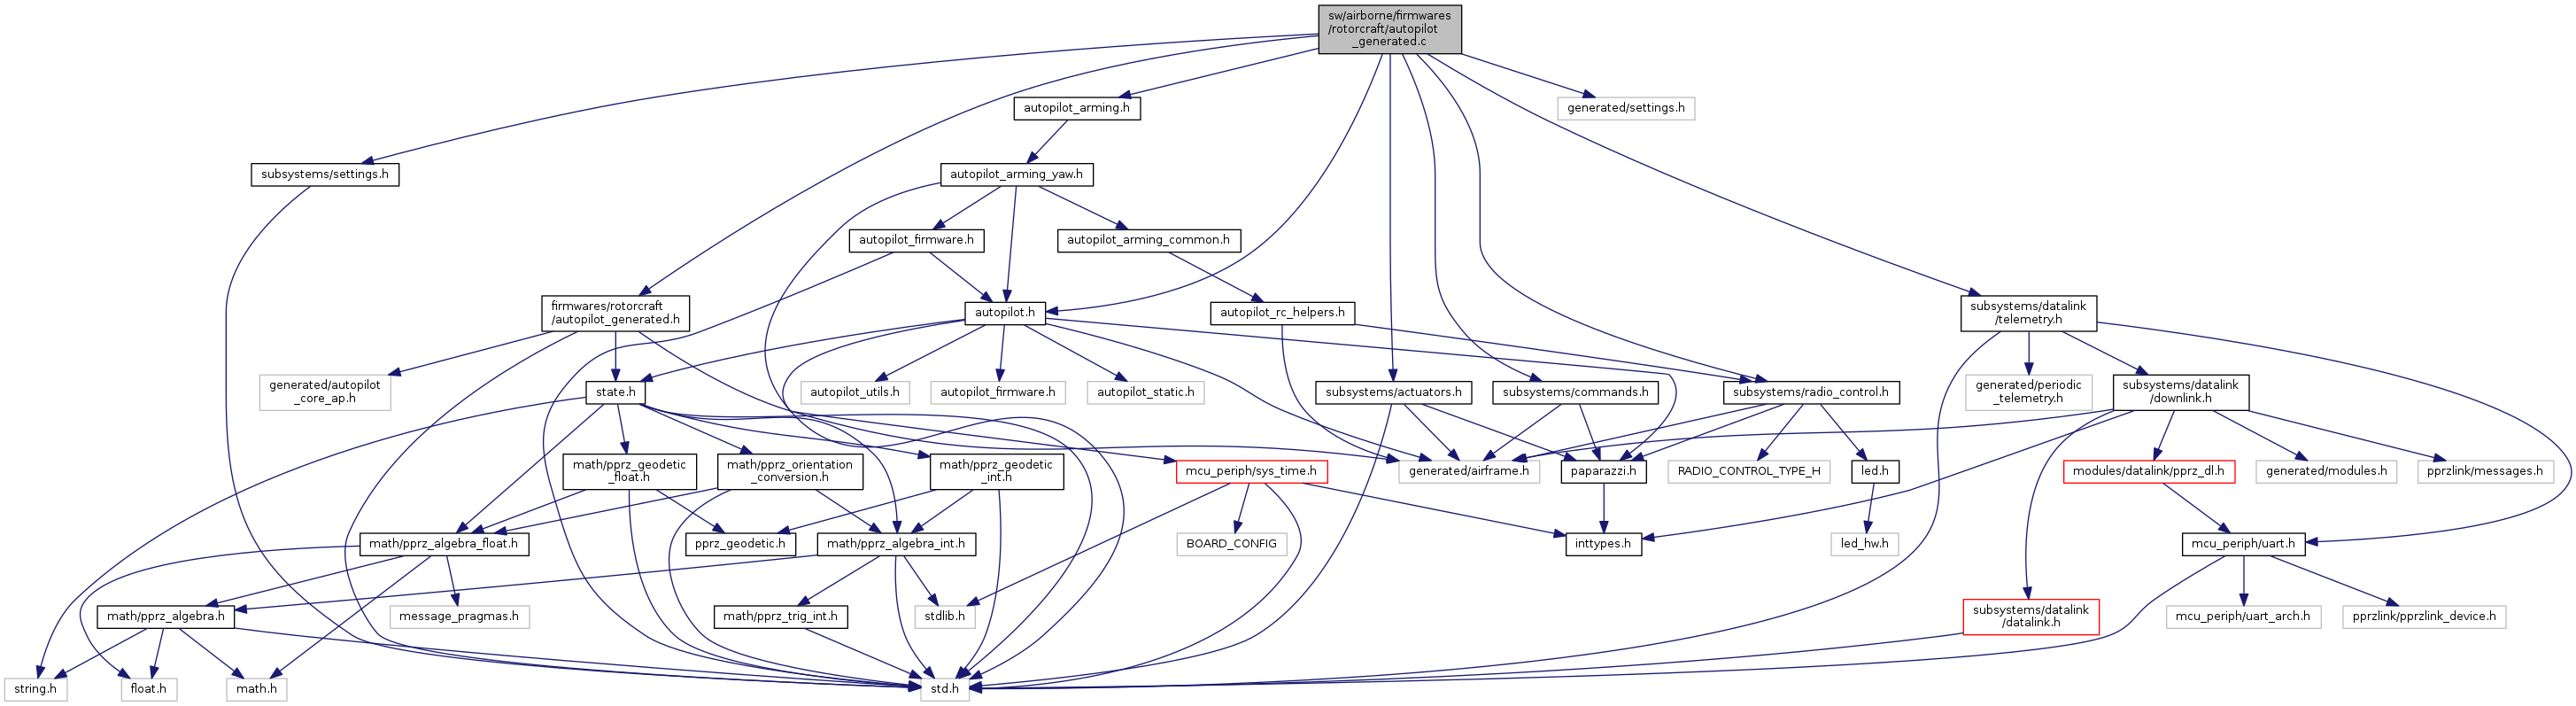 sw/airborne/firmwares
/rotorcraft/autopilot
_generated.c
autopilot_arming.h
generated/settings.h
subsystems/settings.h
autopilot_arming_yaw.h
autopilot_firmware.h
autopilot_arming_common.h
firmwares/rotorcraft
/autopilot_generated.h
autopilot.h
autopilot_rc_helpers.h
subsystems/datalink
/telemetry.h
generated/autopilot
_core_ap.h
state.h
autopilot_utils.h
autopilot_firmware.h
autopilot_static.h
subsystems/actuators.h
subsystems/commands.h
subsystems/radio_control.h
generated/periodic
_telemetry.h
subsystems/datalink
/downlink.h
math/pprz_geodetic
_float.h
math/pprz_orientation
_conversion.h
math/pprz_geodetic
_int.h
mcu_periph/sys_time.h
generated/airframe.h
paparazzi.h
RADIO_CONTROL_TYPE_H
led.h
modules/datalink/pprz_dl.h
generated/modules.h
pprzlink/messages.h
math/pprz_algebra_float.h
pprz_geodetic.h
math/pprz_algebra_int.h
BOARD_CONFIG
inttypes.h
led_hw.h
mcu_periph/uart.h
math/pprz_algebra.h
message_pragmas.h
math/pprz_trig_int.h
stdlib.h
subsystems/datalink
/datalink.h
mcu_periph/uart_arch.h
pprzlink/pprzlink_device.h
string.h
float.h
math.h
std.h